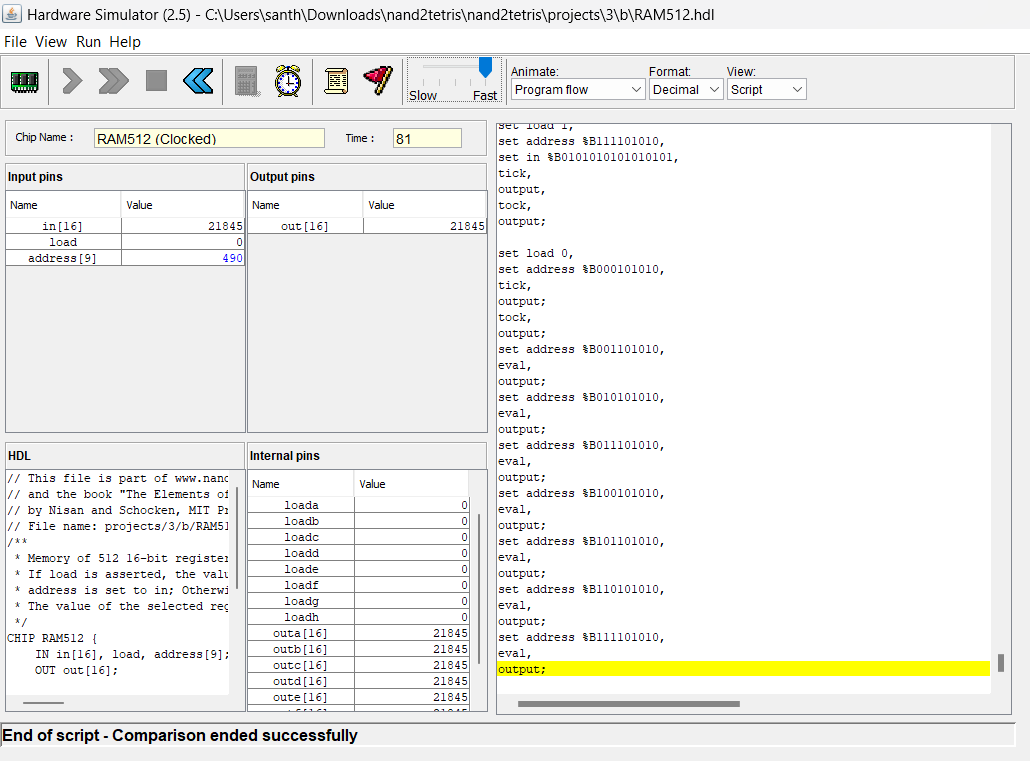 Hardware Simulator (2.5) - C:\Users\santh\Downloads\nand2tetris\nand2tetris\projects\3\b\RAM512.hdl
File View Run Help
Slow Fast
Animate: Format: View:
Program flow Decimal Script
Chip Name : RAM512 (Clocked) Time : 81
Input pins
Name Value
in[16] 21845
load 0
address[9] 490
Output pins
Name Value
out[16] 21845
HDL
// This file is part of www.nand
// and the book "The Elements of
// by Nisan and Schocken, MIT Pr
// File name: projects/3/b/RAM51
/**
* Memory of 512 16-bit register
* If load is asserted, the valu
* address is set to in; Otherwi
* The value of the selected reg
*/
CHIP RAM512 {
IN in[16], load, address[9];
OUT out[16];
Internal pins
Name Value
loada 0
loadb 0
loadc 0
loadd 0
loade 0
loadf 0
loadg 0
loadh 0
outa[16] 21845
outb[16] 21845
outc[16] 21845
outd[16] 21845
oute[16] 21845
set load 1,
set address %B111101010,
set in %B0101010101010101,
tick,
output,
tock,
output;
set load 0,
set address %B000101010,
tick,
output;
tock,
output;
set address %B001101010,
eval,
output;
set address %B010101010,
eval,
output;
set address %B011101010,
eval,
output;
set address %B100101010,
eval,
output;
set address %B101101010,
eval,
output;
set address %B110101010,
eval,
output;
set address %B111101010,
eval,
output;
End of script - Comparison ended successfully